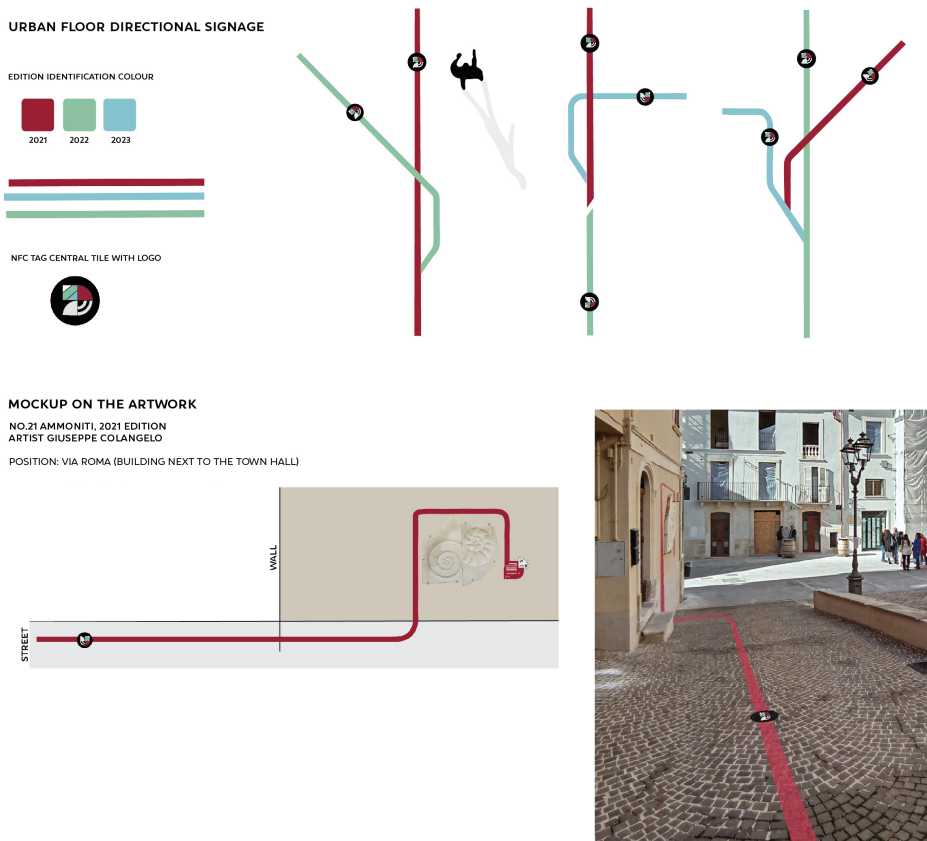 URBAN FLOOR DIRECTIONAL SIGNAGE
EDITION IDENTIFICATION COLOUR
2021 2022 2023
NFC TAG CENTRAL TILE WITH LOGO
MOCKUP ON THE ARTWORK
NO.21 AMMONITI, 2021 EDITION
ARTIST GIUSEPPE COLANGELO
POSITION: VIA ROMA (BUILDING NEXT TO THE TOWN HALL)
WALL
STREET